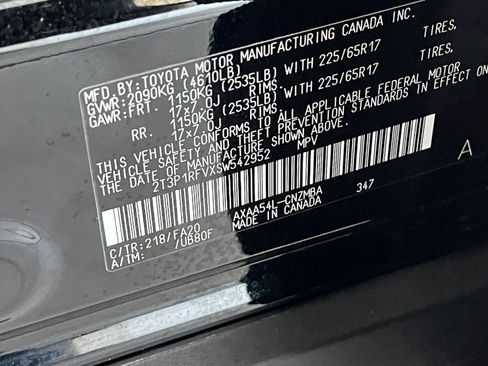 MFD. BY: TOYOTA MOTOR MANUFACTURING CANADA INC.
GVWR: 2090KG (4610LB)
GAWR: FRT. 1150KG (2535LB) WITH 225/65R17 TIRES,
17x7.0J RIMS,
RR. 1150KG (2535LB) WITH 225/65R17 TIRES,
17x7.0J RIMS,
THIS VEHICLE CONFORMS TO ALL APPLICABLE FEDERAL MOTOR
VEHICLE SAFETY AND THEFT PREVENTION STANDARDS IN EFFECT ON
THE DATE OF MANUFACTURE SHOWN ABOVE.
2T3P1RFVXSW542952 MPV
A
C/TR: 218/FA20 AXAA54L-CNZMBA 347
A/TM: /UB80F MADE IN CANADA